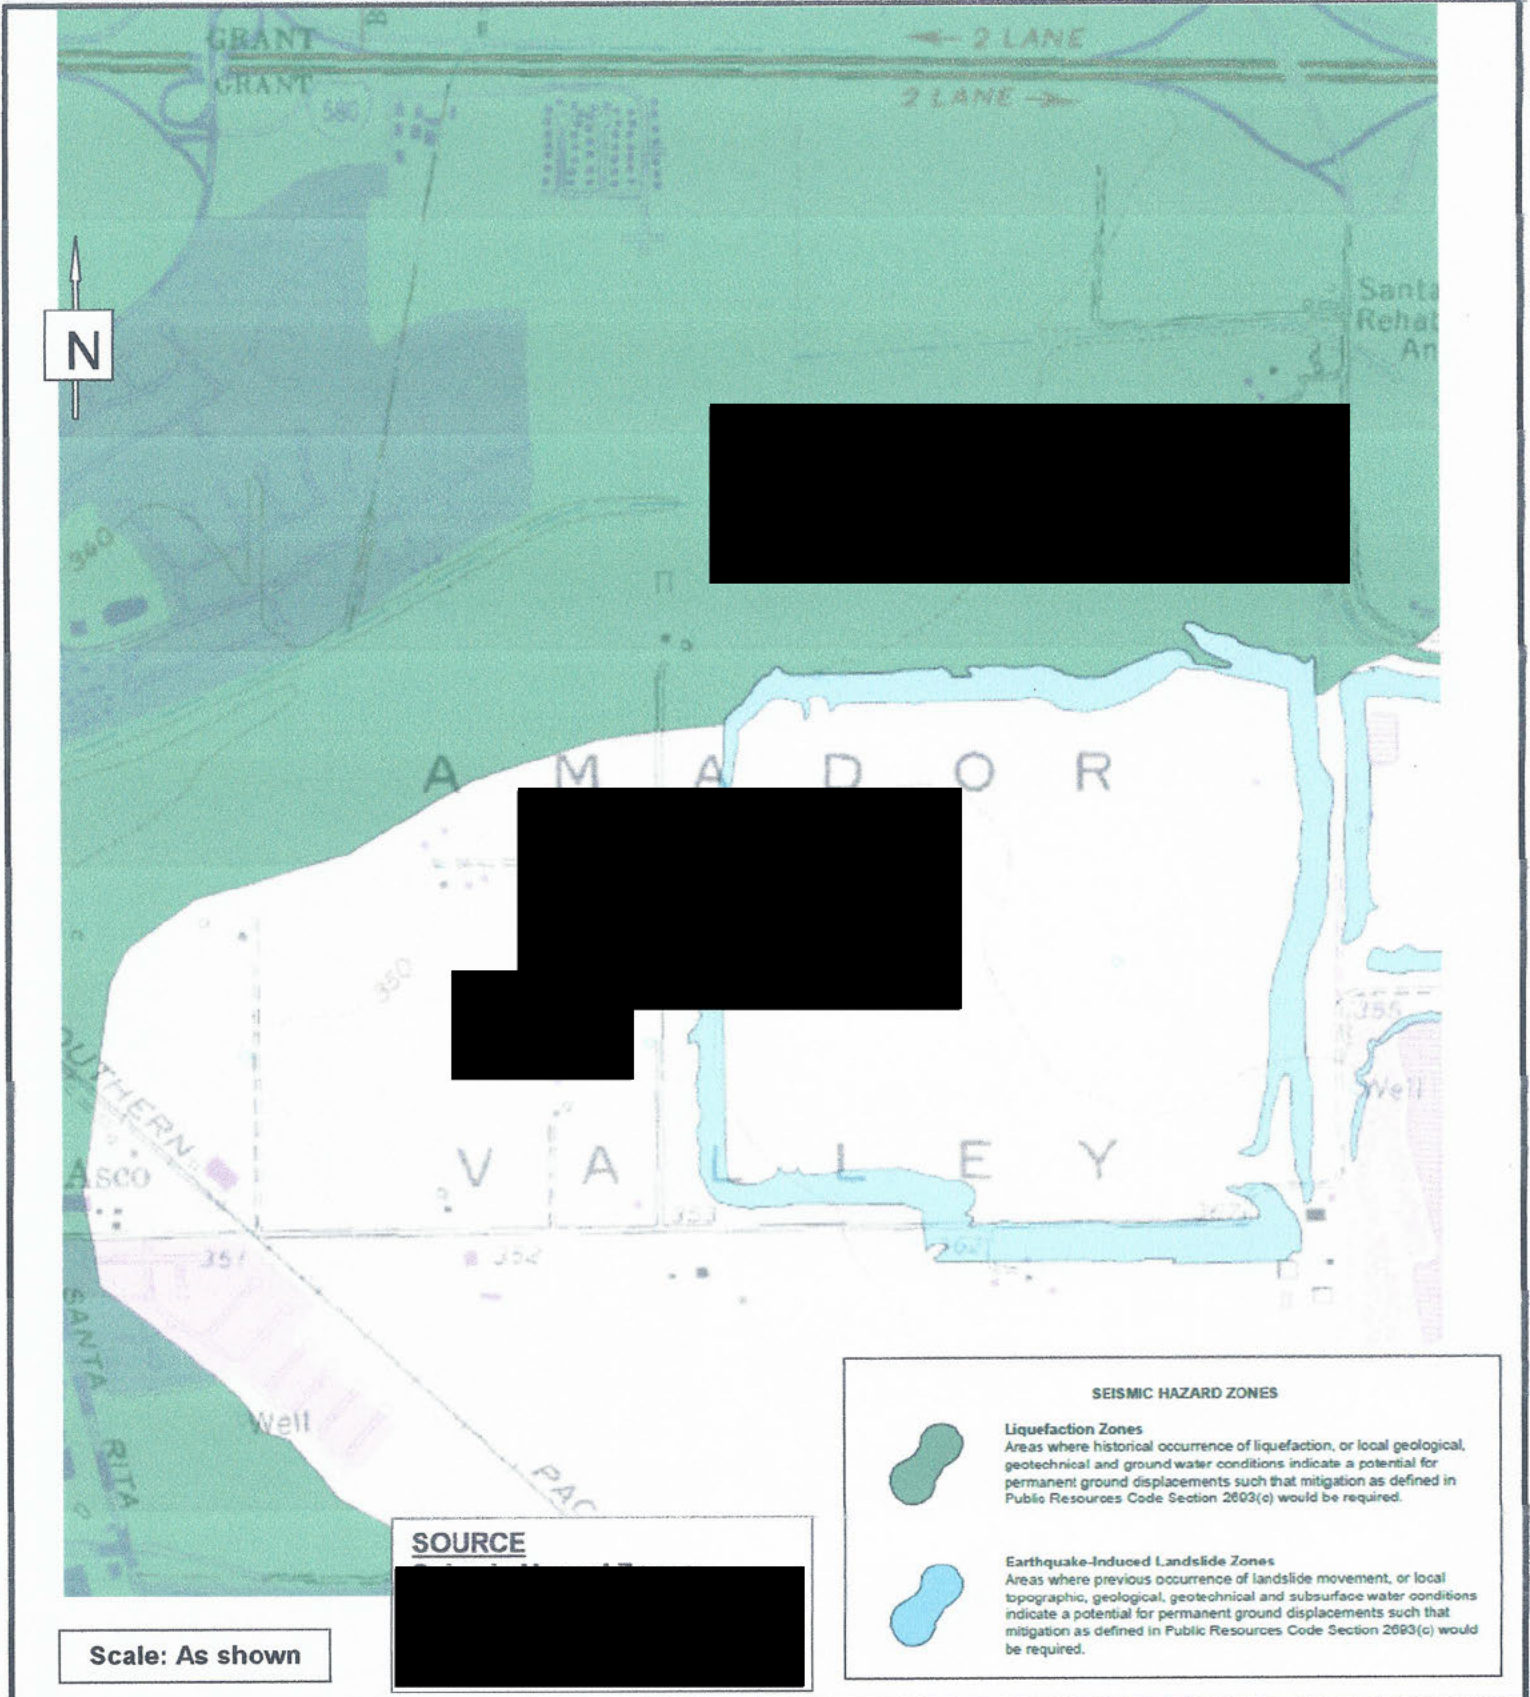 GRANT
GRANT
← 2 LANE
2 LANE →
580
Santa
Rehab
An
N
360
A M A D O R
350
OUTHERN
355
Well
Asco
V A L L E Y
353
351
352
SANTA
RITA
Well
PAC
SEISMIC HAZARD ZONES
Liquefaction Zones
Areas where historical occurrence of liquefaction, or local geological,
geotechnical and ground water conditions indicate a potential for
permanent ground displacements such that mitigation as defined in
Public Resources Code Section 2693(c) would be required.
Earthquake-Induced Landslide Zones
Areas where previous occurrence of landslide movement, or local
topographic, geological, geotechnical and subsurface water conditions
indicate a potential for permanent ground displacements such that
mitigation as defined in Public Resources Code Section 2693(c) would
be required.
SOURCE
Scale: As shown